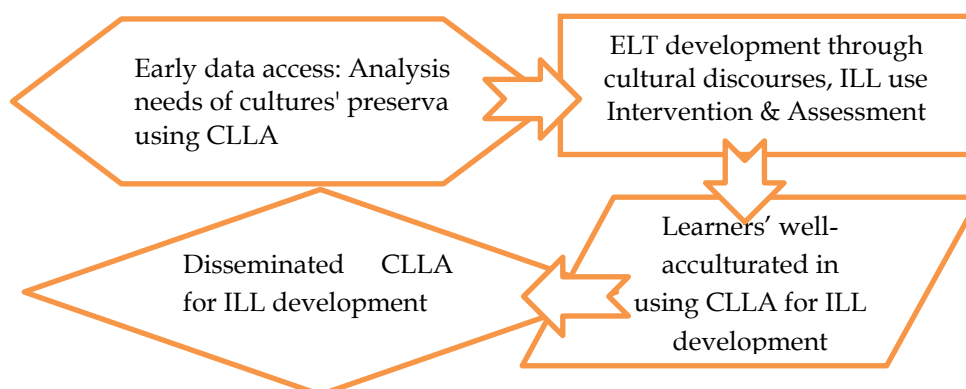 Early data access: Analysis
needs of cultures' preserva
using CLLA
ELT development through
cultural discourses, ILL use
Intervention & Assessment
Learners’ well-
acculturated in
using CLLA for ILL
development
Disseminated CLLA
for ILL development